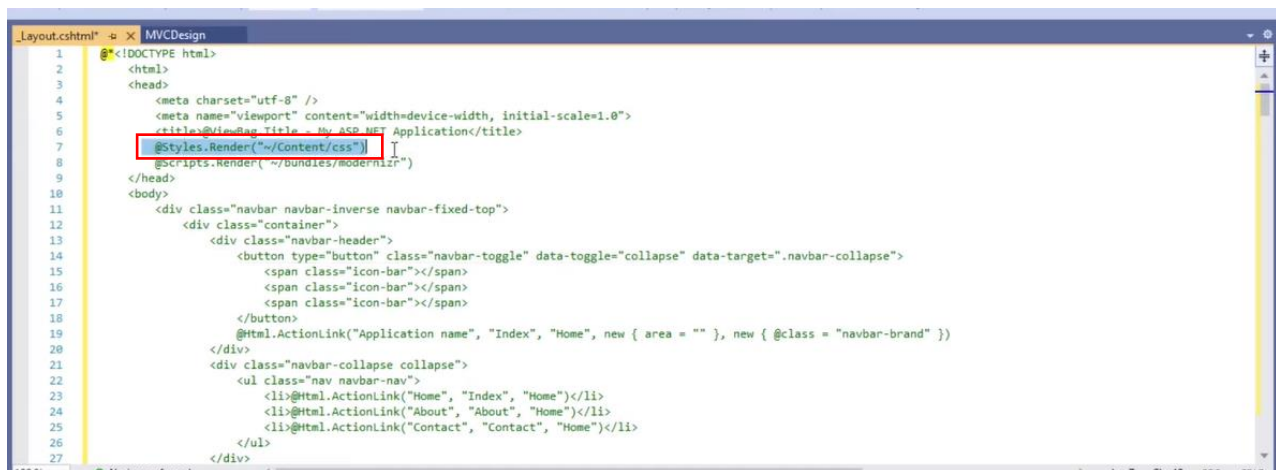 _Layout.cshtml* MVCDesign
1 @*<!DOCTYPE html>
2 <html>
3 <head>
4 <meta charset="utf-8" />
5 <meta name="viewport" content="width=device-width, initial-scale=1.0">
6 <title>@ViewBag.Title - My ASP.NET Application</title>
7 @Styles.Render("~/Content/css")
8 @Scripts.Render("~/bundles/modernizr")
9 </head>
10 <body>
11 <div class="navbar navbar-inverse navbar-fixed-top">
12 <div class="container">
13 <div class="navbar-header">
14 <button type="button" class="navbar-toggle" data-toggle="collapse" data-target=".navbar-collapse">
15 <span class="icon-bar"></span>
16 <span class="icon-bar"></span>
17 <span class="icon-bar"></span>
18 </button>
19 @Html.ActionLink("Application name", "Index", "Home", new { area = "" }, new { @class = "navbar-brand" })
20 </div>
21 <div class="navbar-collapse collapse">
22 <ul class="nav navbar-nav">
23 <li>@Html.ActionLink("Home", "Index", "Home")</li>
24 <li>@Html.ActionLink("About", "About", "Home")</li>
25 <li>@Html.ActionLink("Contact", "Contact", "Home")</li>
26 </ul>
27 </div>